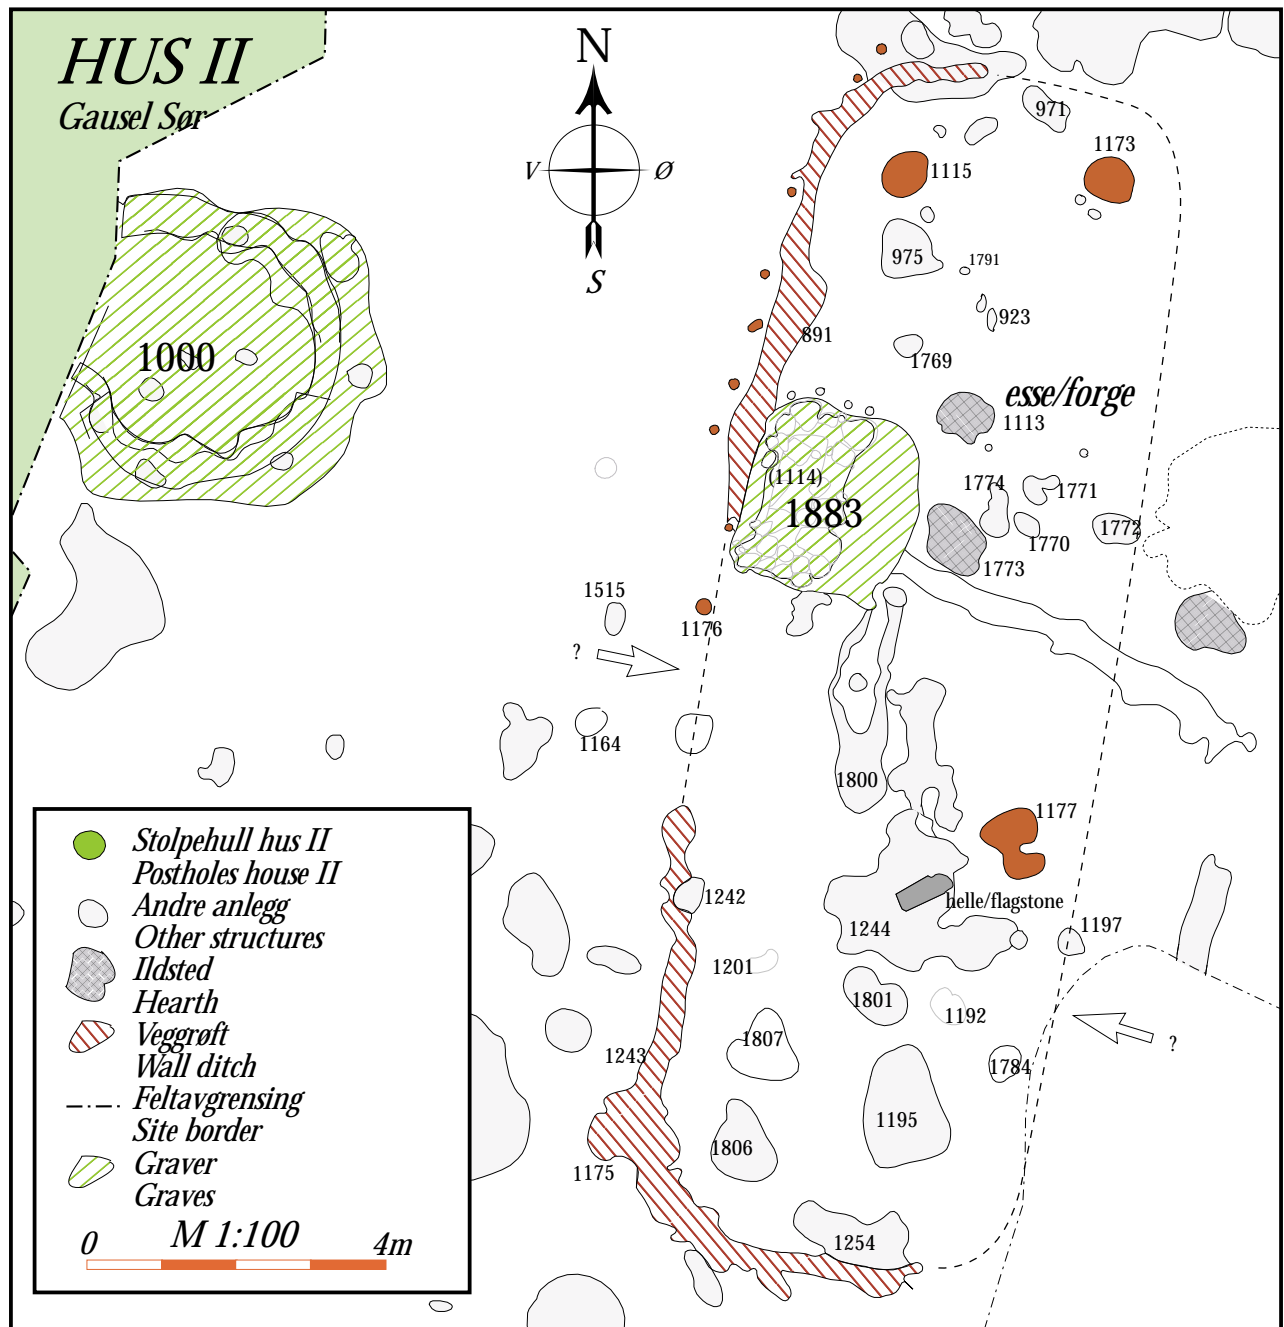 HUS II
Gausel Sør
N
V
Ø
S
971
1173
1115
975
1791
923
891
1769
1000
esse/forge
1113
(1114)
1774
1771
1883
1772
1770
1773
1515
1176
?
1164
1800
1177
1242
helle/flagstone
1244
1197
1201
1801
1192
1807
?
1243
1784
1195
1806
1175
1254
Stolpehull hus II
Postholes house II
Andre anlegg
Other structures
Ildsted
Hearth
Veggrøft
Wall ditch
Feltavgrensing
Site border
Graver
Graves
0 M 1:100 4m